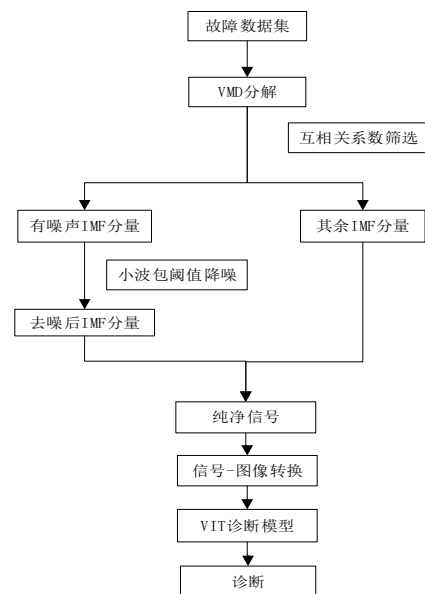 故障数据集
VMD分解
互相关系数筛选
有噪声IMF分量
其余IMF分量
小波包阈值降噪
去噪后IMF分量
纯净信号
信号-图像转换
VIT诊断模型
诊断